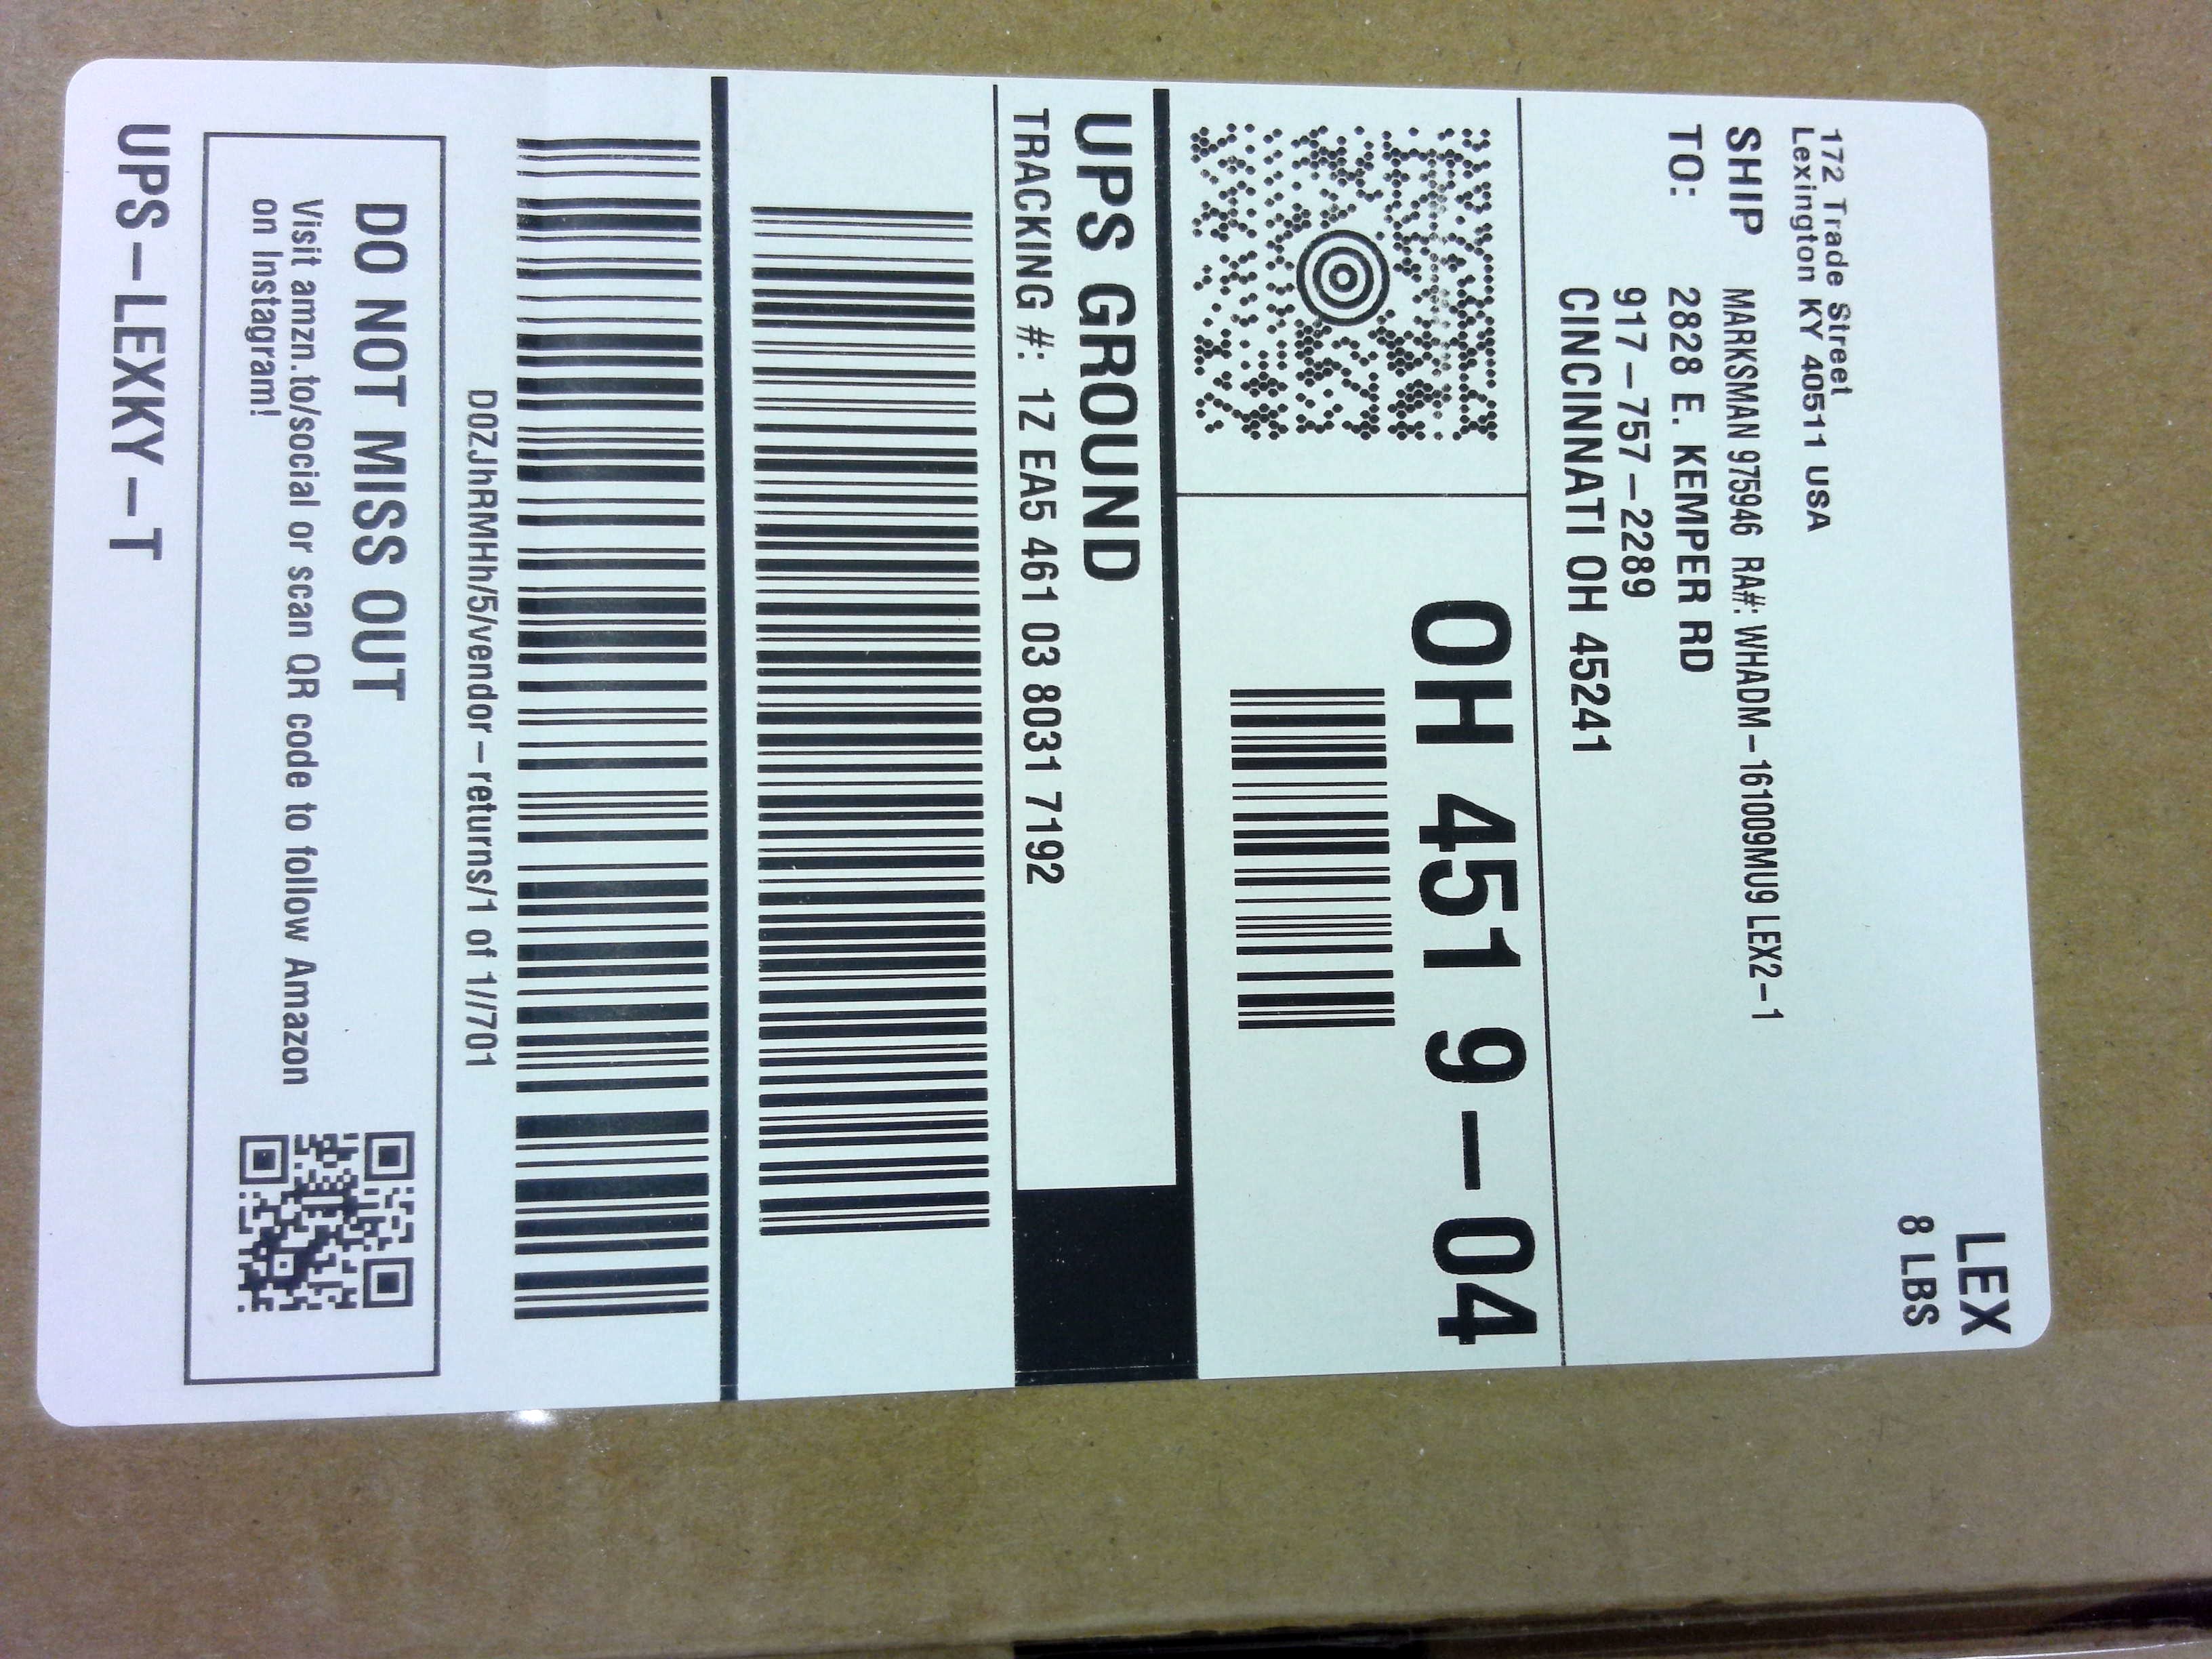 LEX
8 LBS
172 Trade Street
Lexington KY 40511 USA
SHIP MARKSMAN 975946 RA#: WHADM-161009MU9 LEX2-1
TO: 2828 E. KEMPER RD
917-757-2289
CINCINNATI OH 45241
OH 451 9-04
UPS GROUND
TRACKING #: 1Z EA5 461 03 8031 7192
D0ZJhRMHh/5/vendor-returns/1 of 1//701
DO NOT MISS OUT
Visit amzn.to/social or scan QR code to follow Amazon
on Instagram!
UPS-LEXKY-T